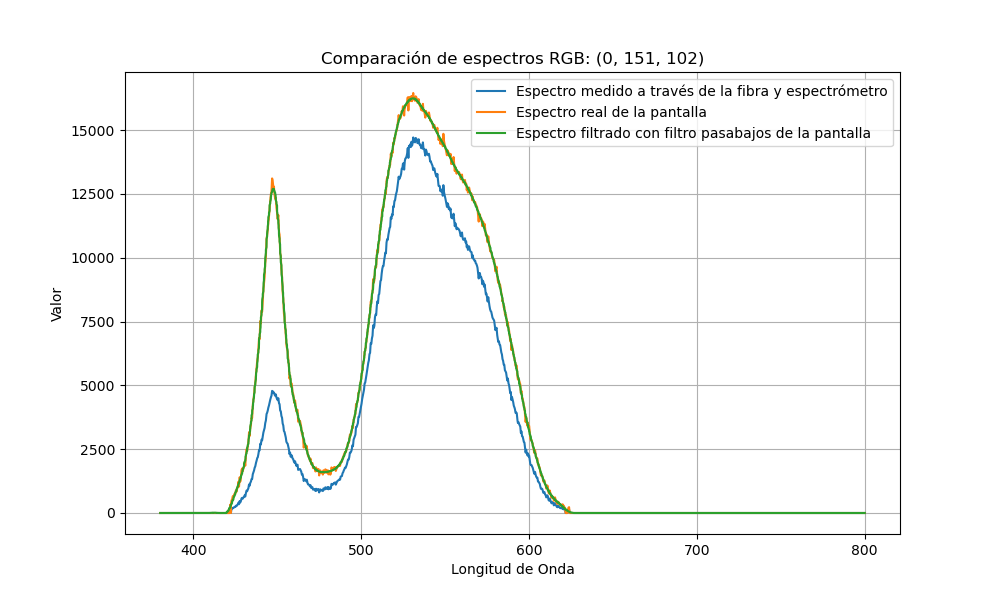 Comparación de espectros RGB: (0, 151, 102)
Espectro medido a través de la fibra y espectrómetro
Espectro real de la pantalla
Espectro filtrado con filtro pasabajos de la pantalla
Valor
15000
12500
10000
7500
5000
2500
0
400 500 600 700 800
Longitud de Onda